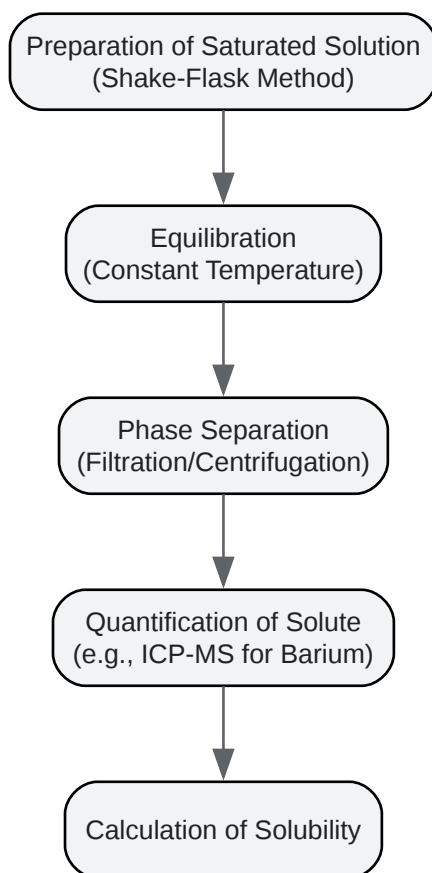 Preparation of Saturated Solution
(Shake-Flask Method)
Equilibration
(Constant Temperature)
Phase Separation
(Filtration/Centrifugation)
Quantification of Solute
(e.g., ICP-MS for Barium)
Calculation of Solubility